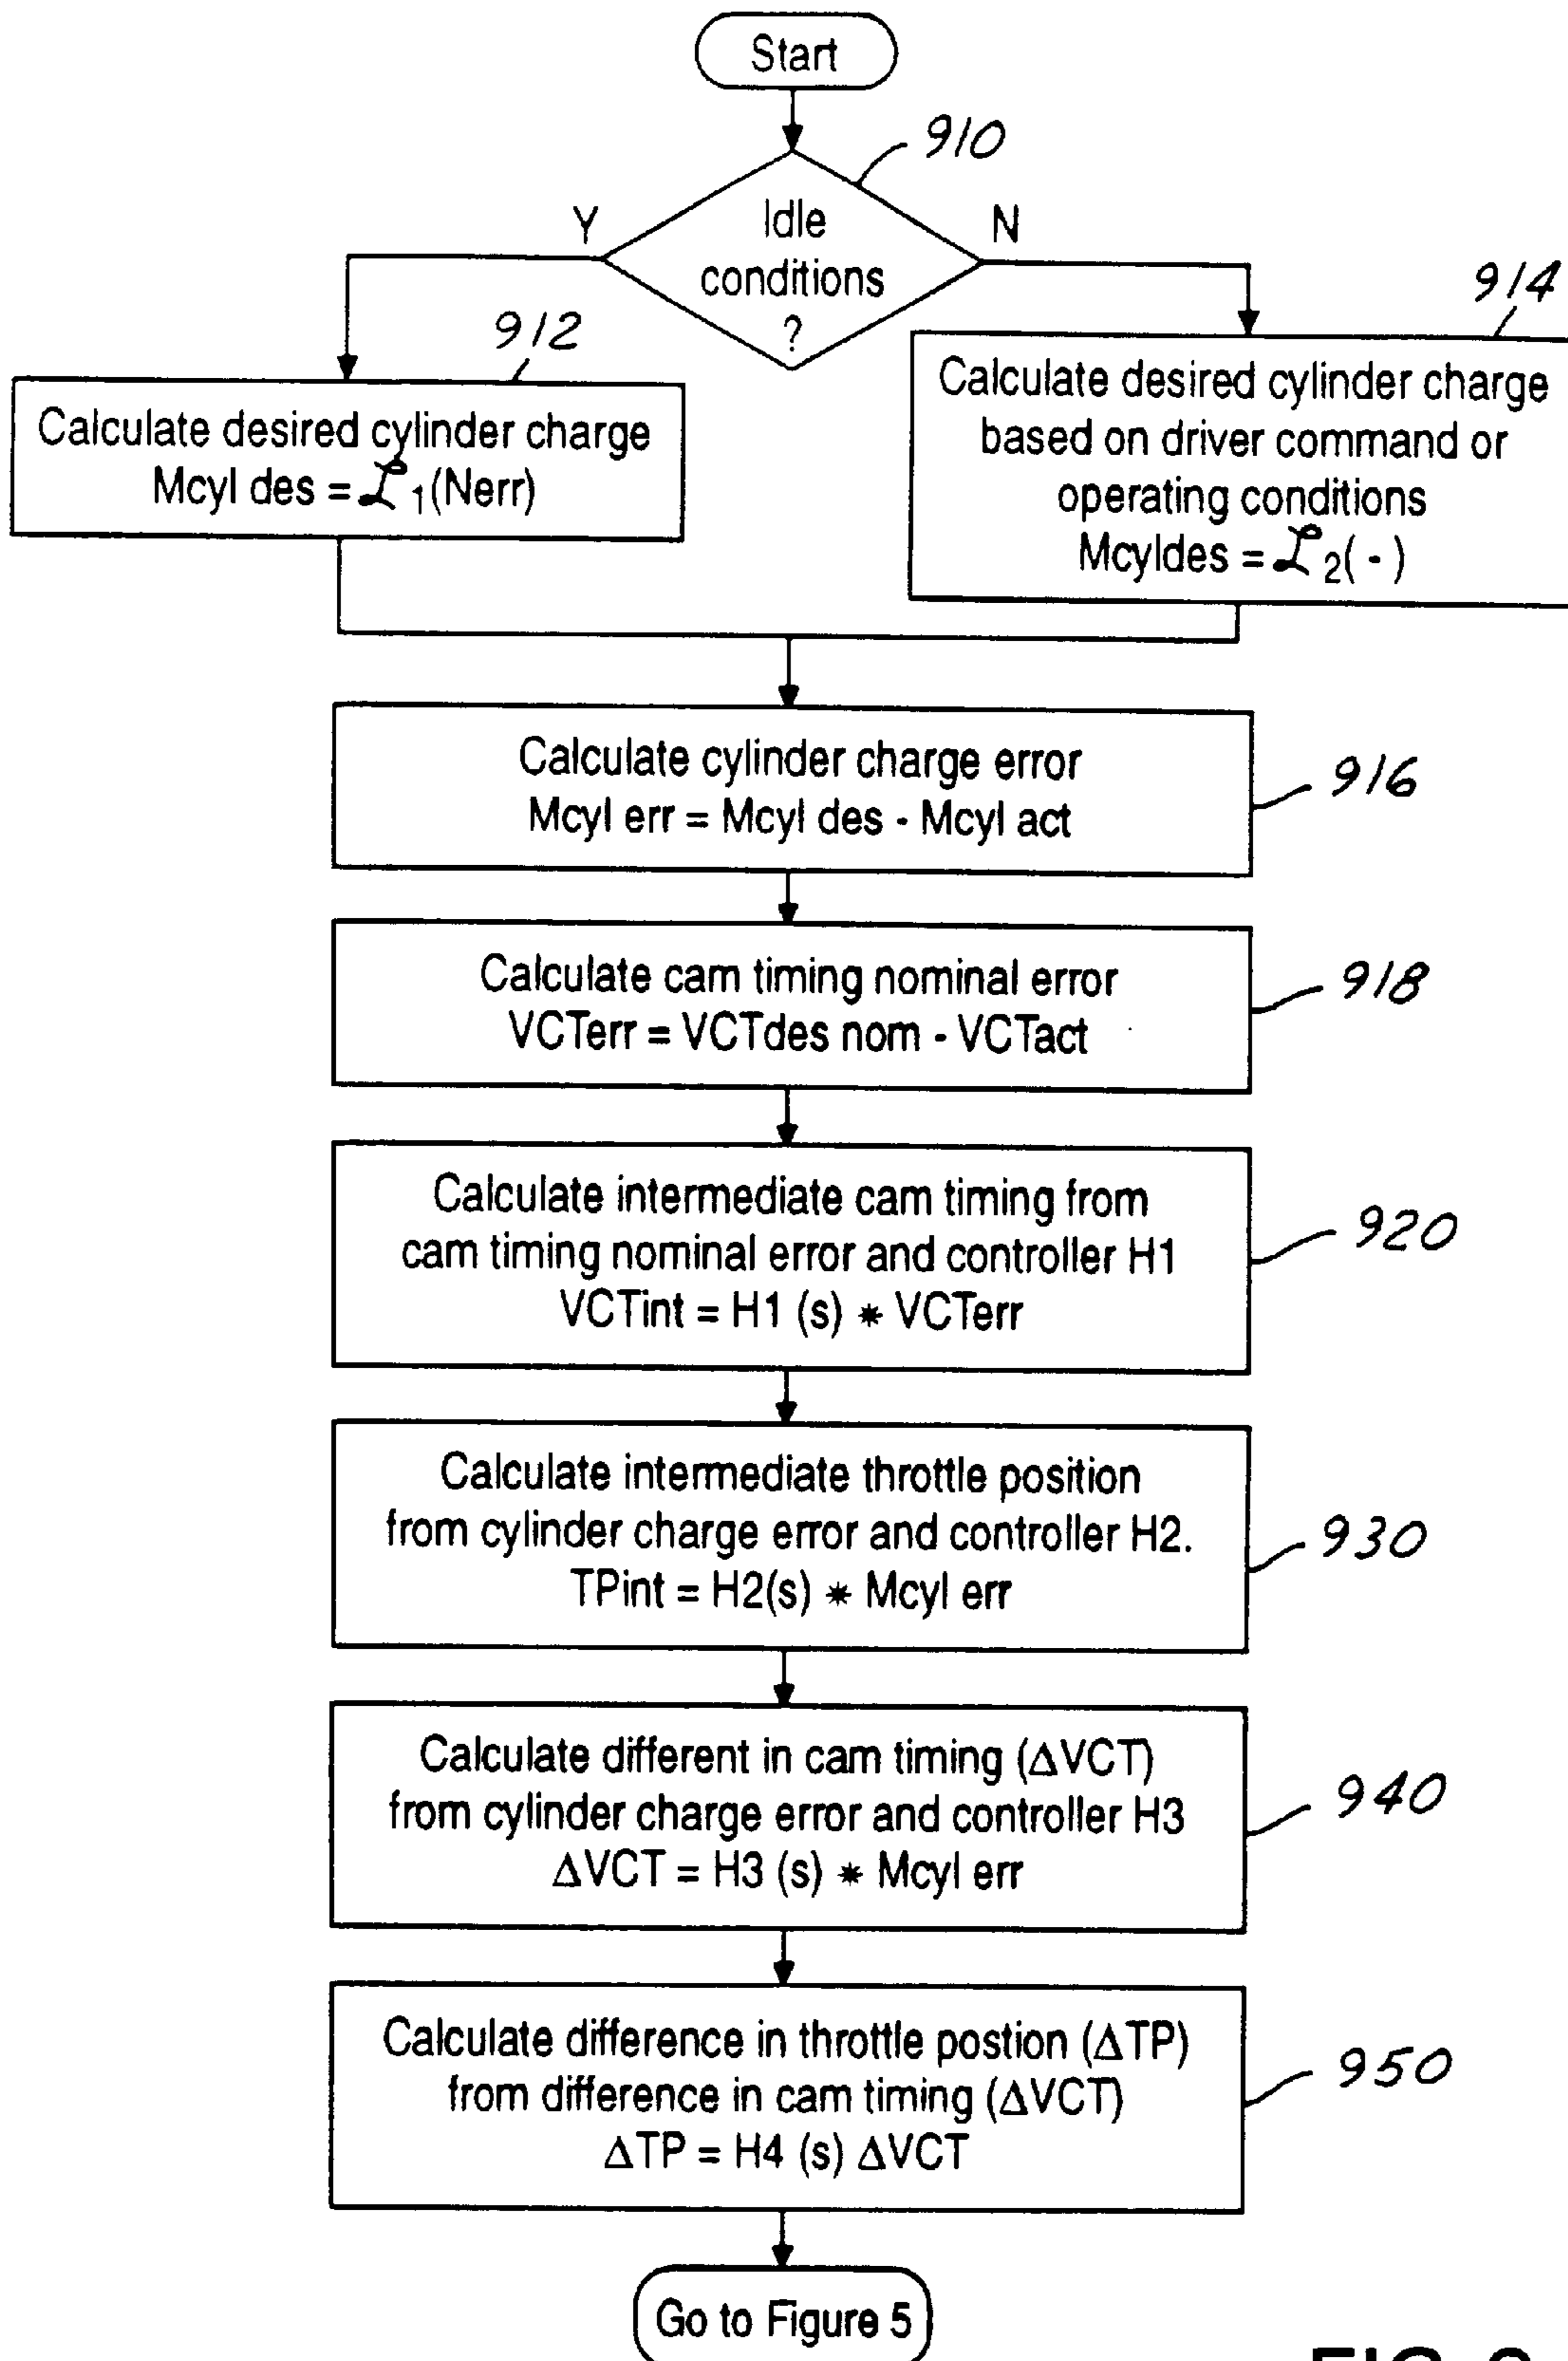 Start
910
Idle
conditions
?
Y
N
912
914
Calculate desired cylinder charge
Mcyl des = ℒ1(Nerr)
Calculate desired cylinder charge
based on driver command or
operating conditions
Mcyldes = ℒ2( - )
Calculate cylinder charge error
Mcyl err = Mcyl des - Mcyl act
916
Calculate cam timing nominal error
VCTerr = VCTdes nom - VCTact
918
Calculate intermediate cam timing from
cam timing nominal error and controller H1
VCTint = H1 (s) * VCTerr
920
Calculate intermediate throttle position
from cylinder charge error and controller H2.
TPint = H2(s) * Mcyl err
930
Calculate different in cam timing (ΔVCT)
from cylinder charge error and controller H3
ΔVCT = H3 (s) * Mcyl err
940
Calculate difference in throttle postion (ΔTP)
from difference in cam timing (ΔVCT)
ΔTP = H4 (s) ΔVCT
950
Go to Figure 5